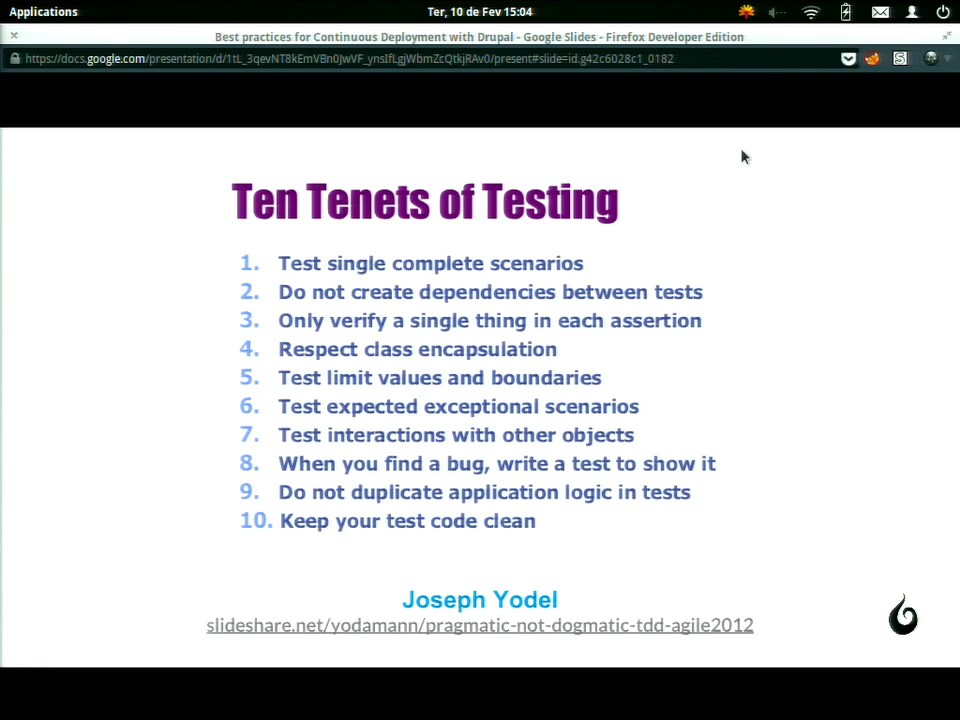 Applications
Ter, 10 de Fev 15:04
Best practices for Continuous Deployment with Drupal - Google Slides - Firefox Developer Edition
Ten Tenets of Testing
1. Test single complete scenarios
2. Do not create dependencies between tests
3. Only verify a single thing in each assertion
4. Respect class encapsulation
5. Test limit values and boundaries
6. Test expected exceptional scenarios
7. Test interactions with other objects
8. When you find a bug, write a test to show it
9. Do not duplicate application logic in tests
10. Keep your test code clean
Joseph Yodel
slideshare.net/yodamann/pragmatic-not-dogmatic-tdd-agile2012